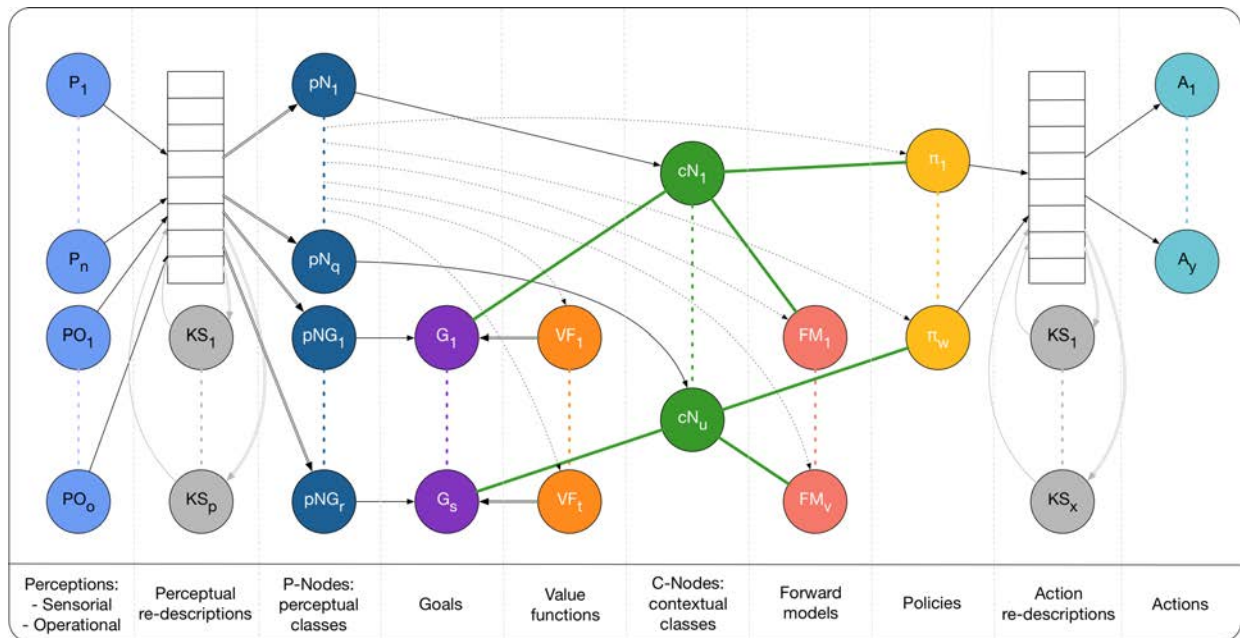 P1
pN1
A1
π1
cN1
Pn
pNq
Ay
PO1
KS1
pNG1
G1
VF1
FM1
πw
KS1
cNu
POo
KSp
pNGr
Gs
VFt
FMv
KSx
Perceptions:
- Sensorial
- Operational
Perceptual
re-descriptions
P-Nodes:
perceptual
classes
Goals
Value
functions
C-Nodes:
contextual
classes
Forward
models
Policies
Action
re-descriptions
Actions